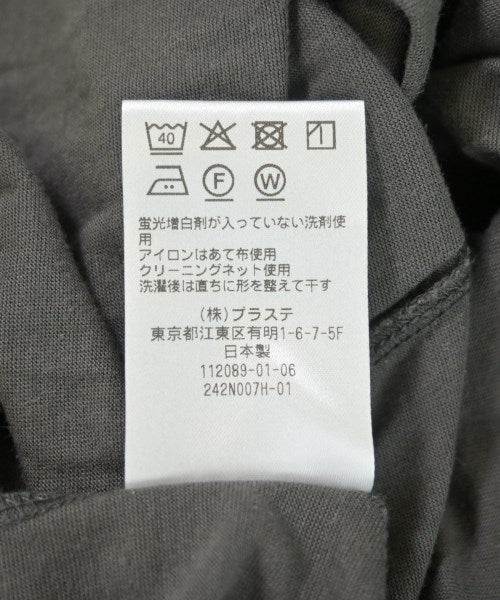 40
F W
蛍光増白剤が入っていない洗剤使
用
アイロンはあて布使用
クリーニングネット使用
洗濯後は直ちに形を整えて干す
(株)プラステ
東京都江東区有明1-6-7-5F
日本製
112089-01-06
242N007H-01